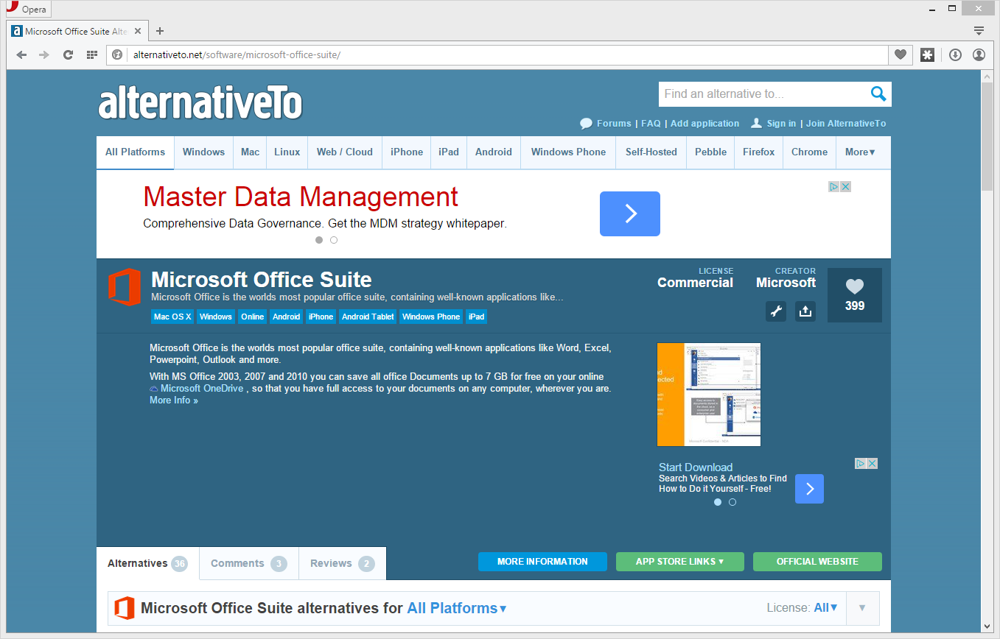 Opera
Microsoft Office Suite Alte
alternativeto.net/software/microsoft-office-suite/
alternativeTo
Find an alternative to...
Forums | FAQ | Add application Sign in | Join AlternativeTo
All Platforms Windows Mac Linux Web / Cloud iPhone iPad Android Windows Phone Self-Hosted Pebble Firefox Chrome More▾
Master Data Management
Comprehensive Data Governance. Get the MDM strategy whitepaper.
Microsoft Office Suite
Microsoft Office is the worlds most popular office suite, containing well-known applications like...
Mac OS X Windows Online Android iPhone Android Tablet Windows Phone iPad
LICENSE
Commercial
CREATOR
Microsoft
399
Microsoft Office is the worlds most popular office suite, containing well-known applications like Word, Excel,
Powerpoint, Outlook and more.
With MS Office 2003, 2007 and 2010 you can save all office Documents up to 7 GB for free on your online
Microsoft OneDrive , so that you have full access to your documents on any computer, wherever you are.
More Info »
Start Download
Search Videos & Articles to Find
How to Do it Yourself - Free!
Alternatives 36 Comments 3 Reviews 2
MORE INFORMATION APP STORE LINKS ▾ OFFICIAL WEBSITE
Microsoft Office Suite alternatives for All Platforms▾
License: All▾